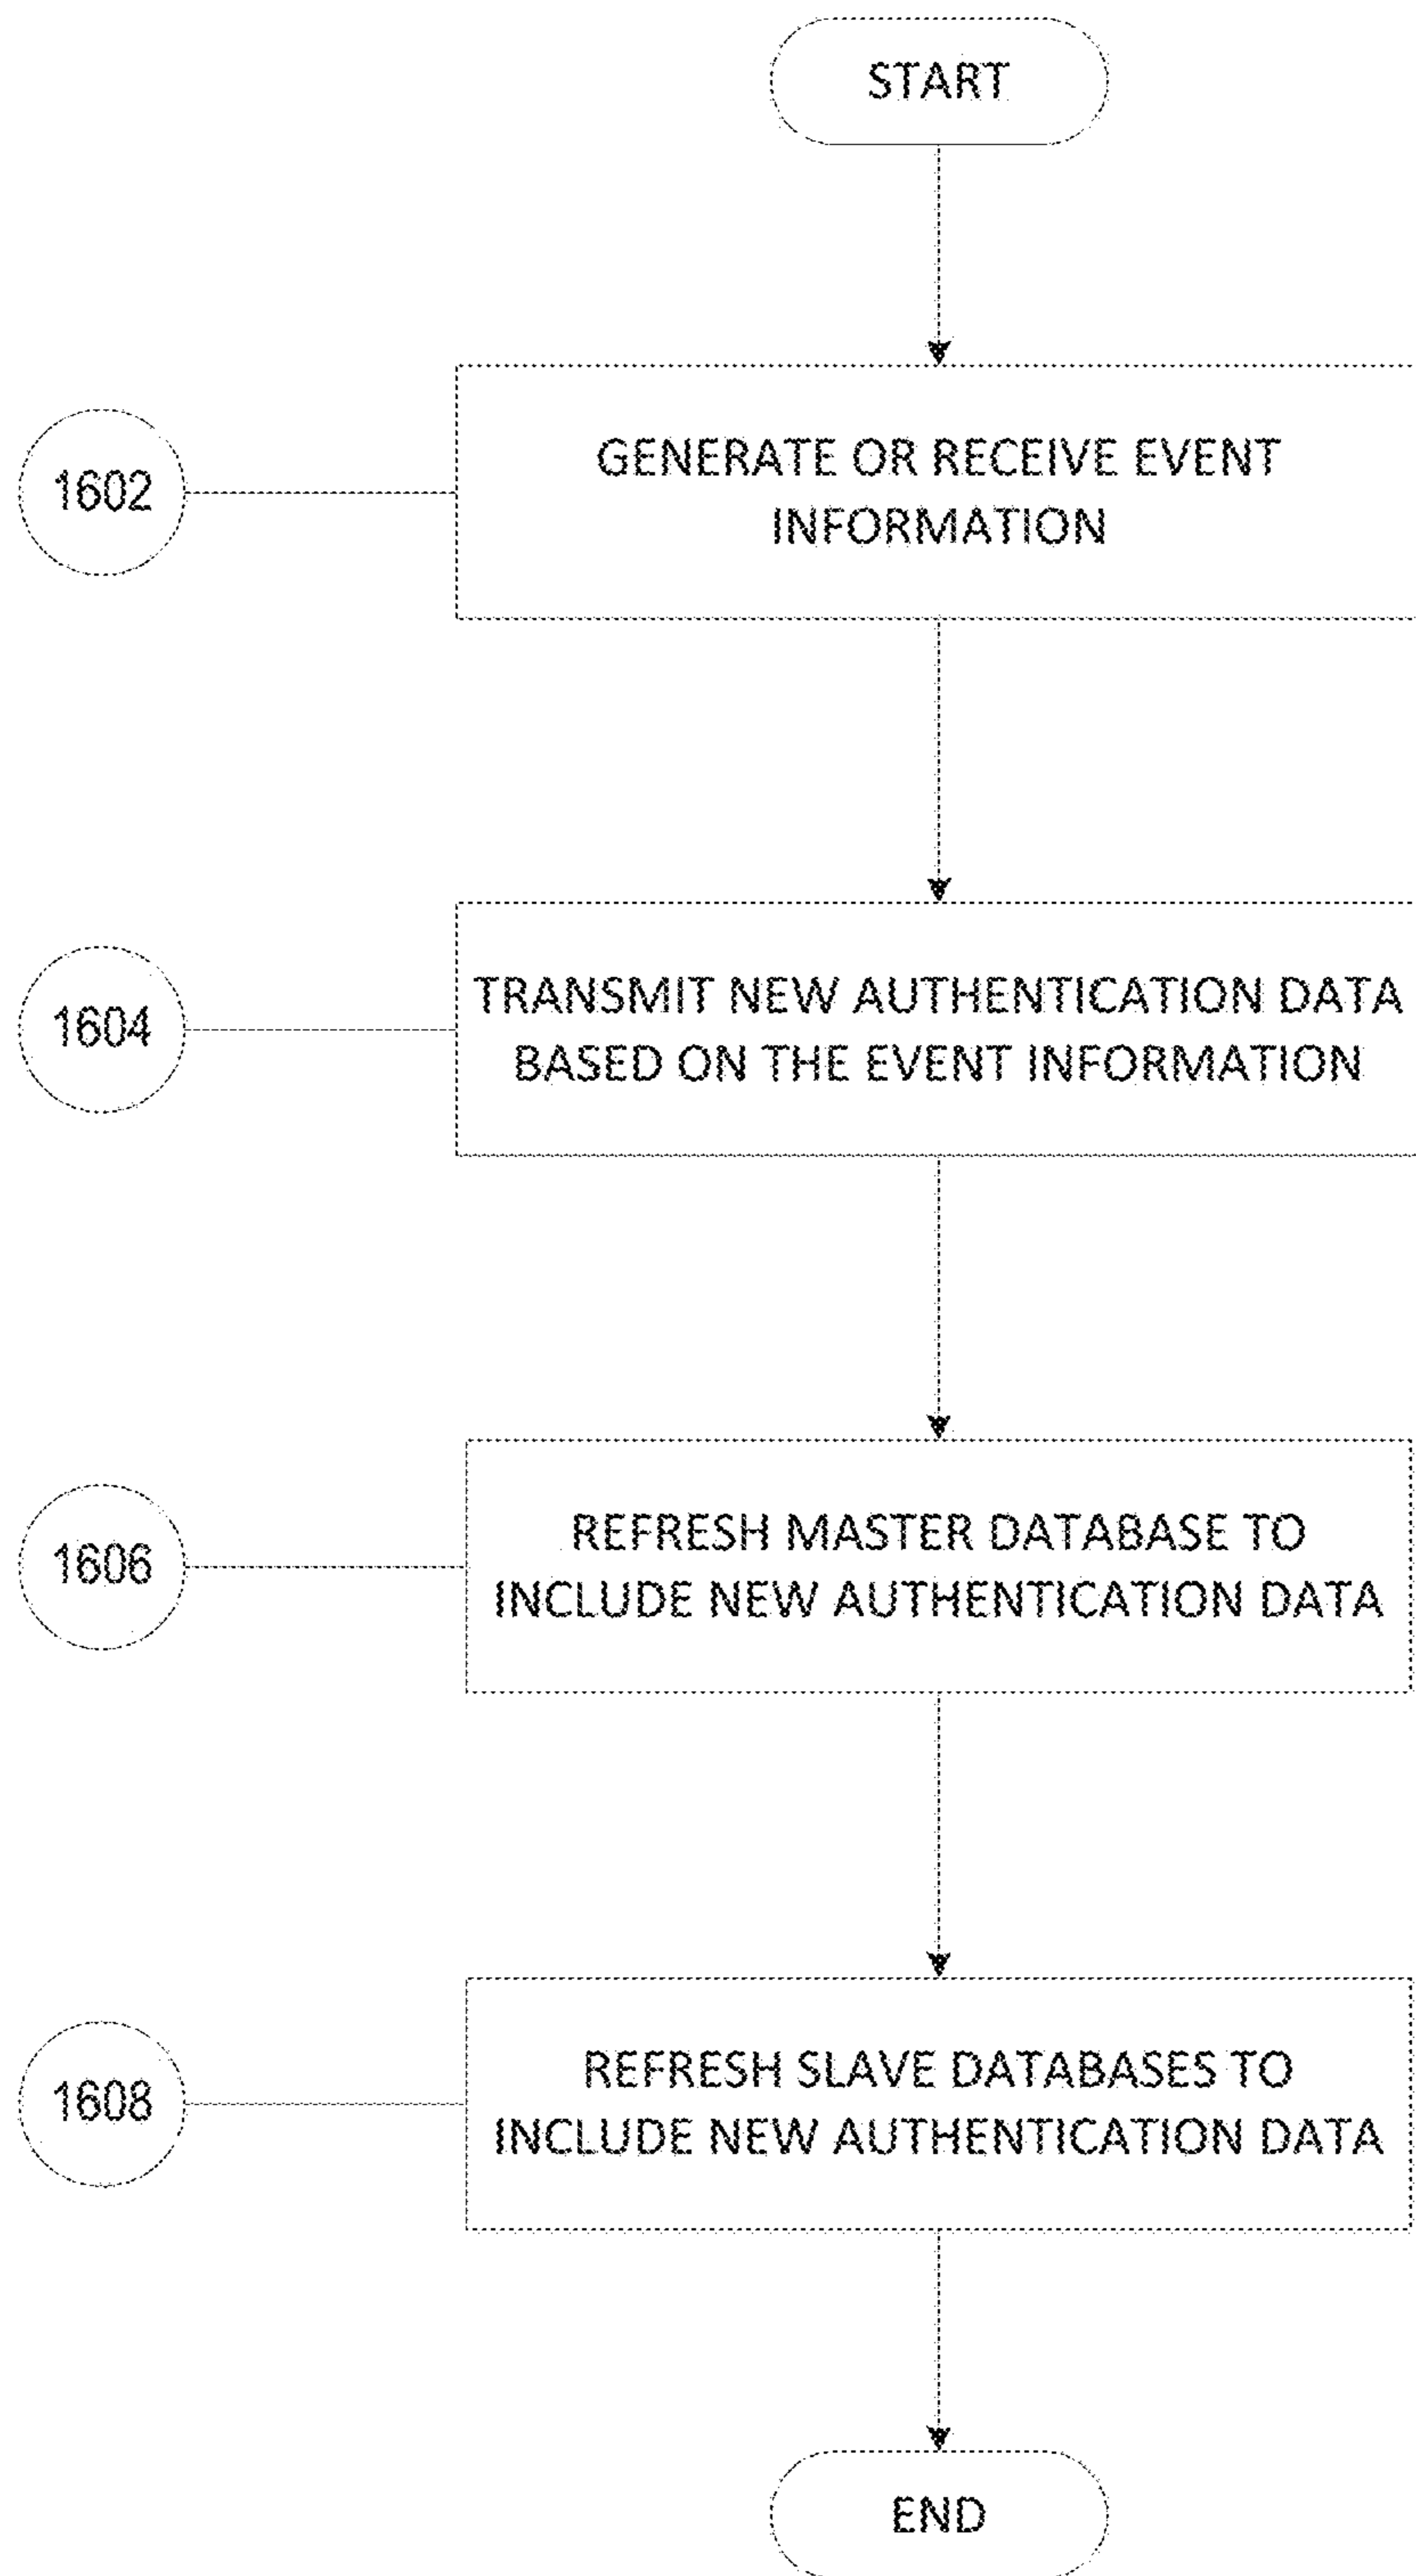 START
1602
GENERATE OR RECEIVE EVENT
INFORMATION
1604
TRANSMIT NEW AUTHENTICATION DATA
BASED ON THE EVENT INFORMATION
1606
REFRESH MASTER DATABASE TO
INCLUDE NEW AUTHENTICATION DATA
1608
REFRESH SLAVE DATABASES TO
INCLUDE NEW AUTHENTICATION DATA
END